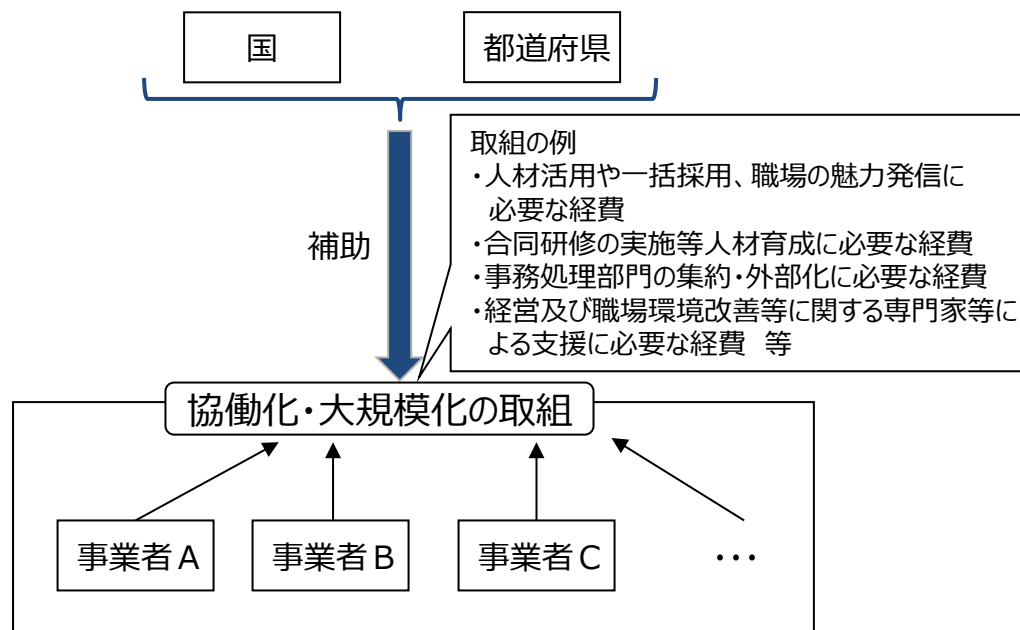 国
都道府県
取組の例
・人材活用や一括採用、職場の魅力発信に
必要な経費
・合同研修の実施等人材育成に必要な経費
・事務処理部門の集約・外部化に必要な経費
・経営及び職場環境改善等に関する専門家等に
よる支援に必要な経費 等
補助
協働化・大規模化の取組
事業者A
事業者B
事業者C
…